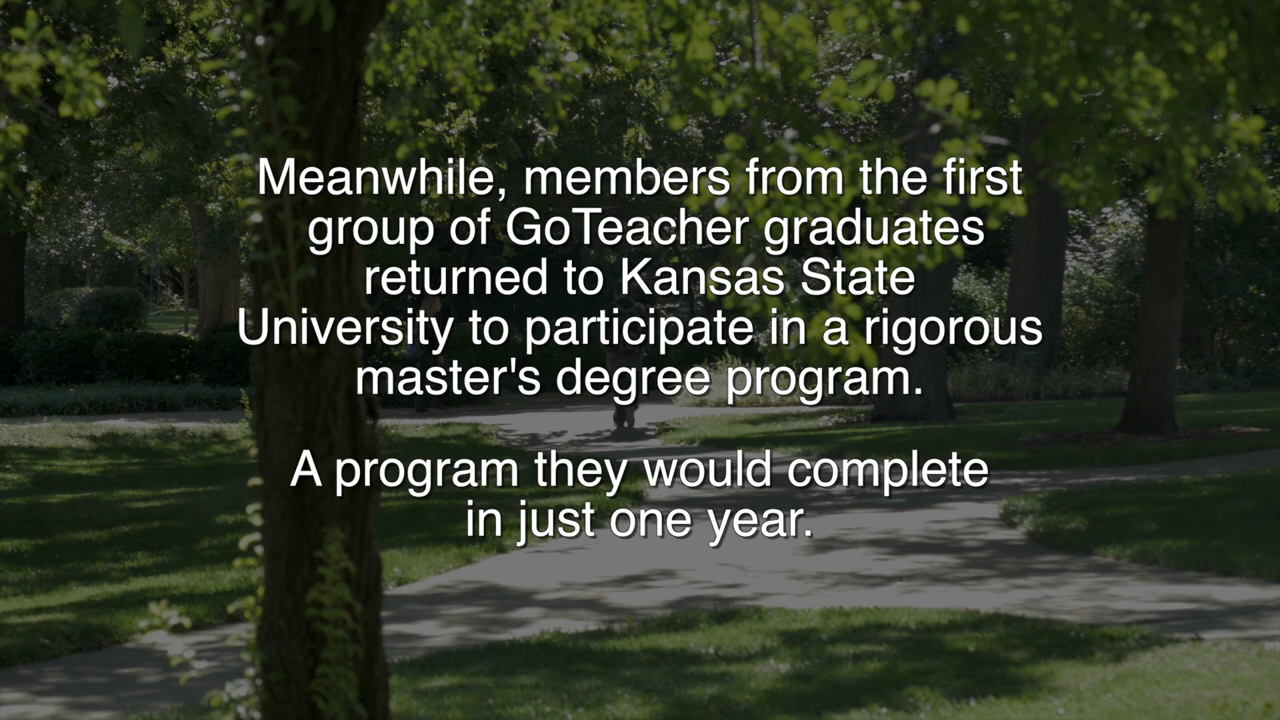 Meanwhile, members from the first
group of GoTeacher graduates
returned to Kansas State
University to participate in a rigorous
master's degree program.
A program they would complete
in just one year.